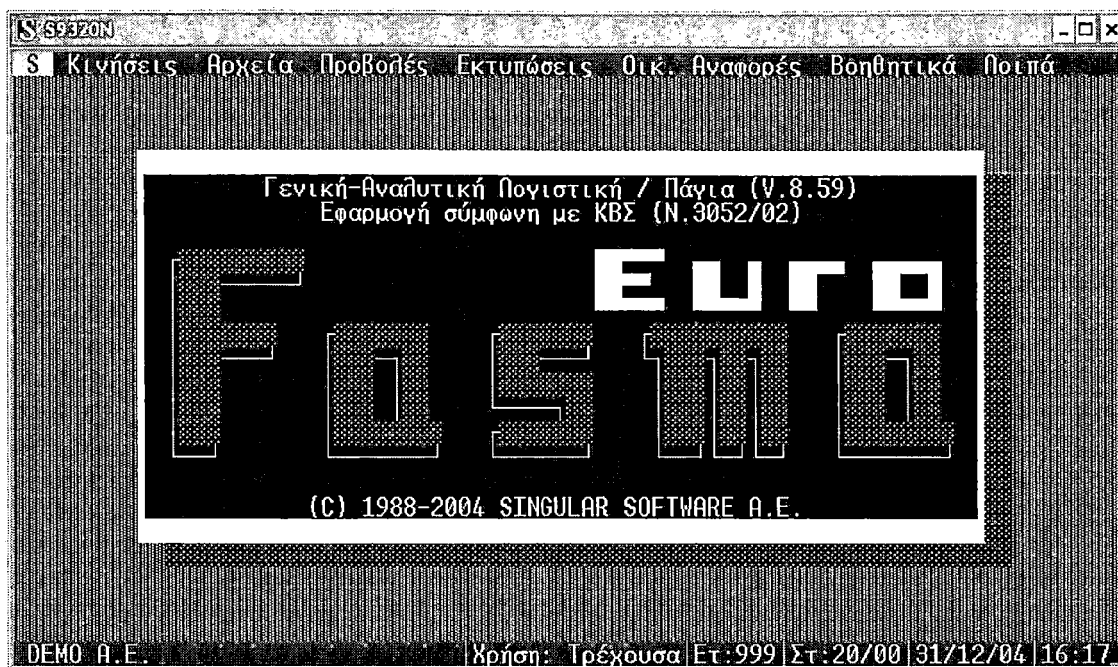 S S9320N
S Κινήσεις Αρχεία Προβολές Εκτυπώσεις Οικ. Αναφορές Βοηθητικά Λοιπά
Γενική-Αναλυτική Λογιστική / Πάγια (V.8.59)
Εφαρμογή σύμφωνη με ΚΒΣ (Ν.3052/02)
Euro
Fasma
(C) 1988-2004 SINGULAR SOFTWARE A.E.
DEMO A.E. Χρήση: Τρέχουσα Ετ:999 Στ:20/00 31/12/04 16:17